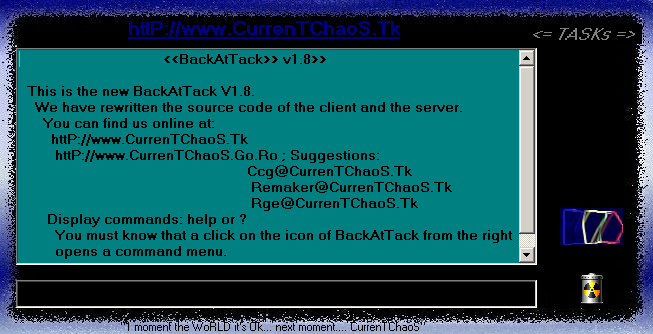 httP://www.CurrenTChaoS.Tk
<= TASKs =>
<<BackAtTack>> v1.8>>
This is the new BackAtTack V1.8.
We have rewritten the source code of the client and the server.
You can find us online at:
httP://www.CurrenTChaoS.Tk
httP://www.CurrenTChaoS.Go.Ro ; Suggestions:
Ccg@CurrenTChaoS.Tk
Remaker@CurrenTChaoS.Tk
Rge@CurrenTChaoS.Tk
Display commands: help or ?
You must know that a click on the icon of BackAtTack from the right
opens a command menu.
"1 moment the WoRLD it's Ok... next moment.... CurrenTChaoS"